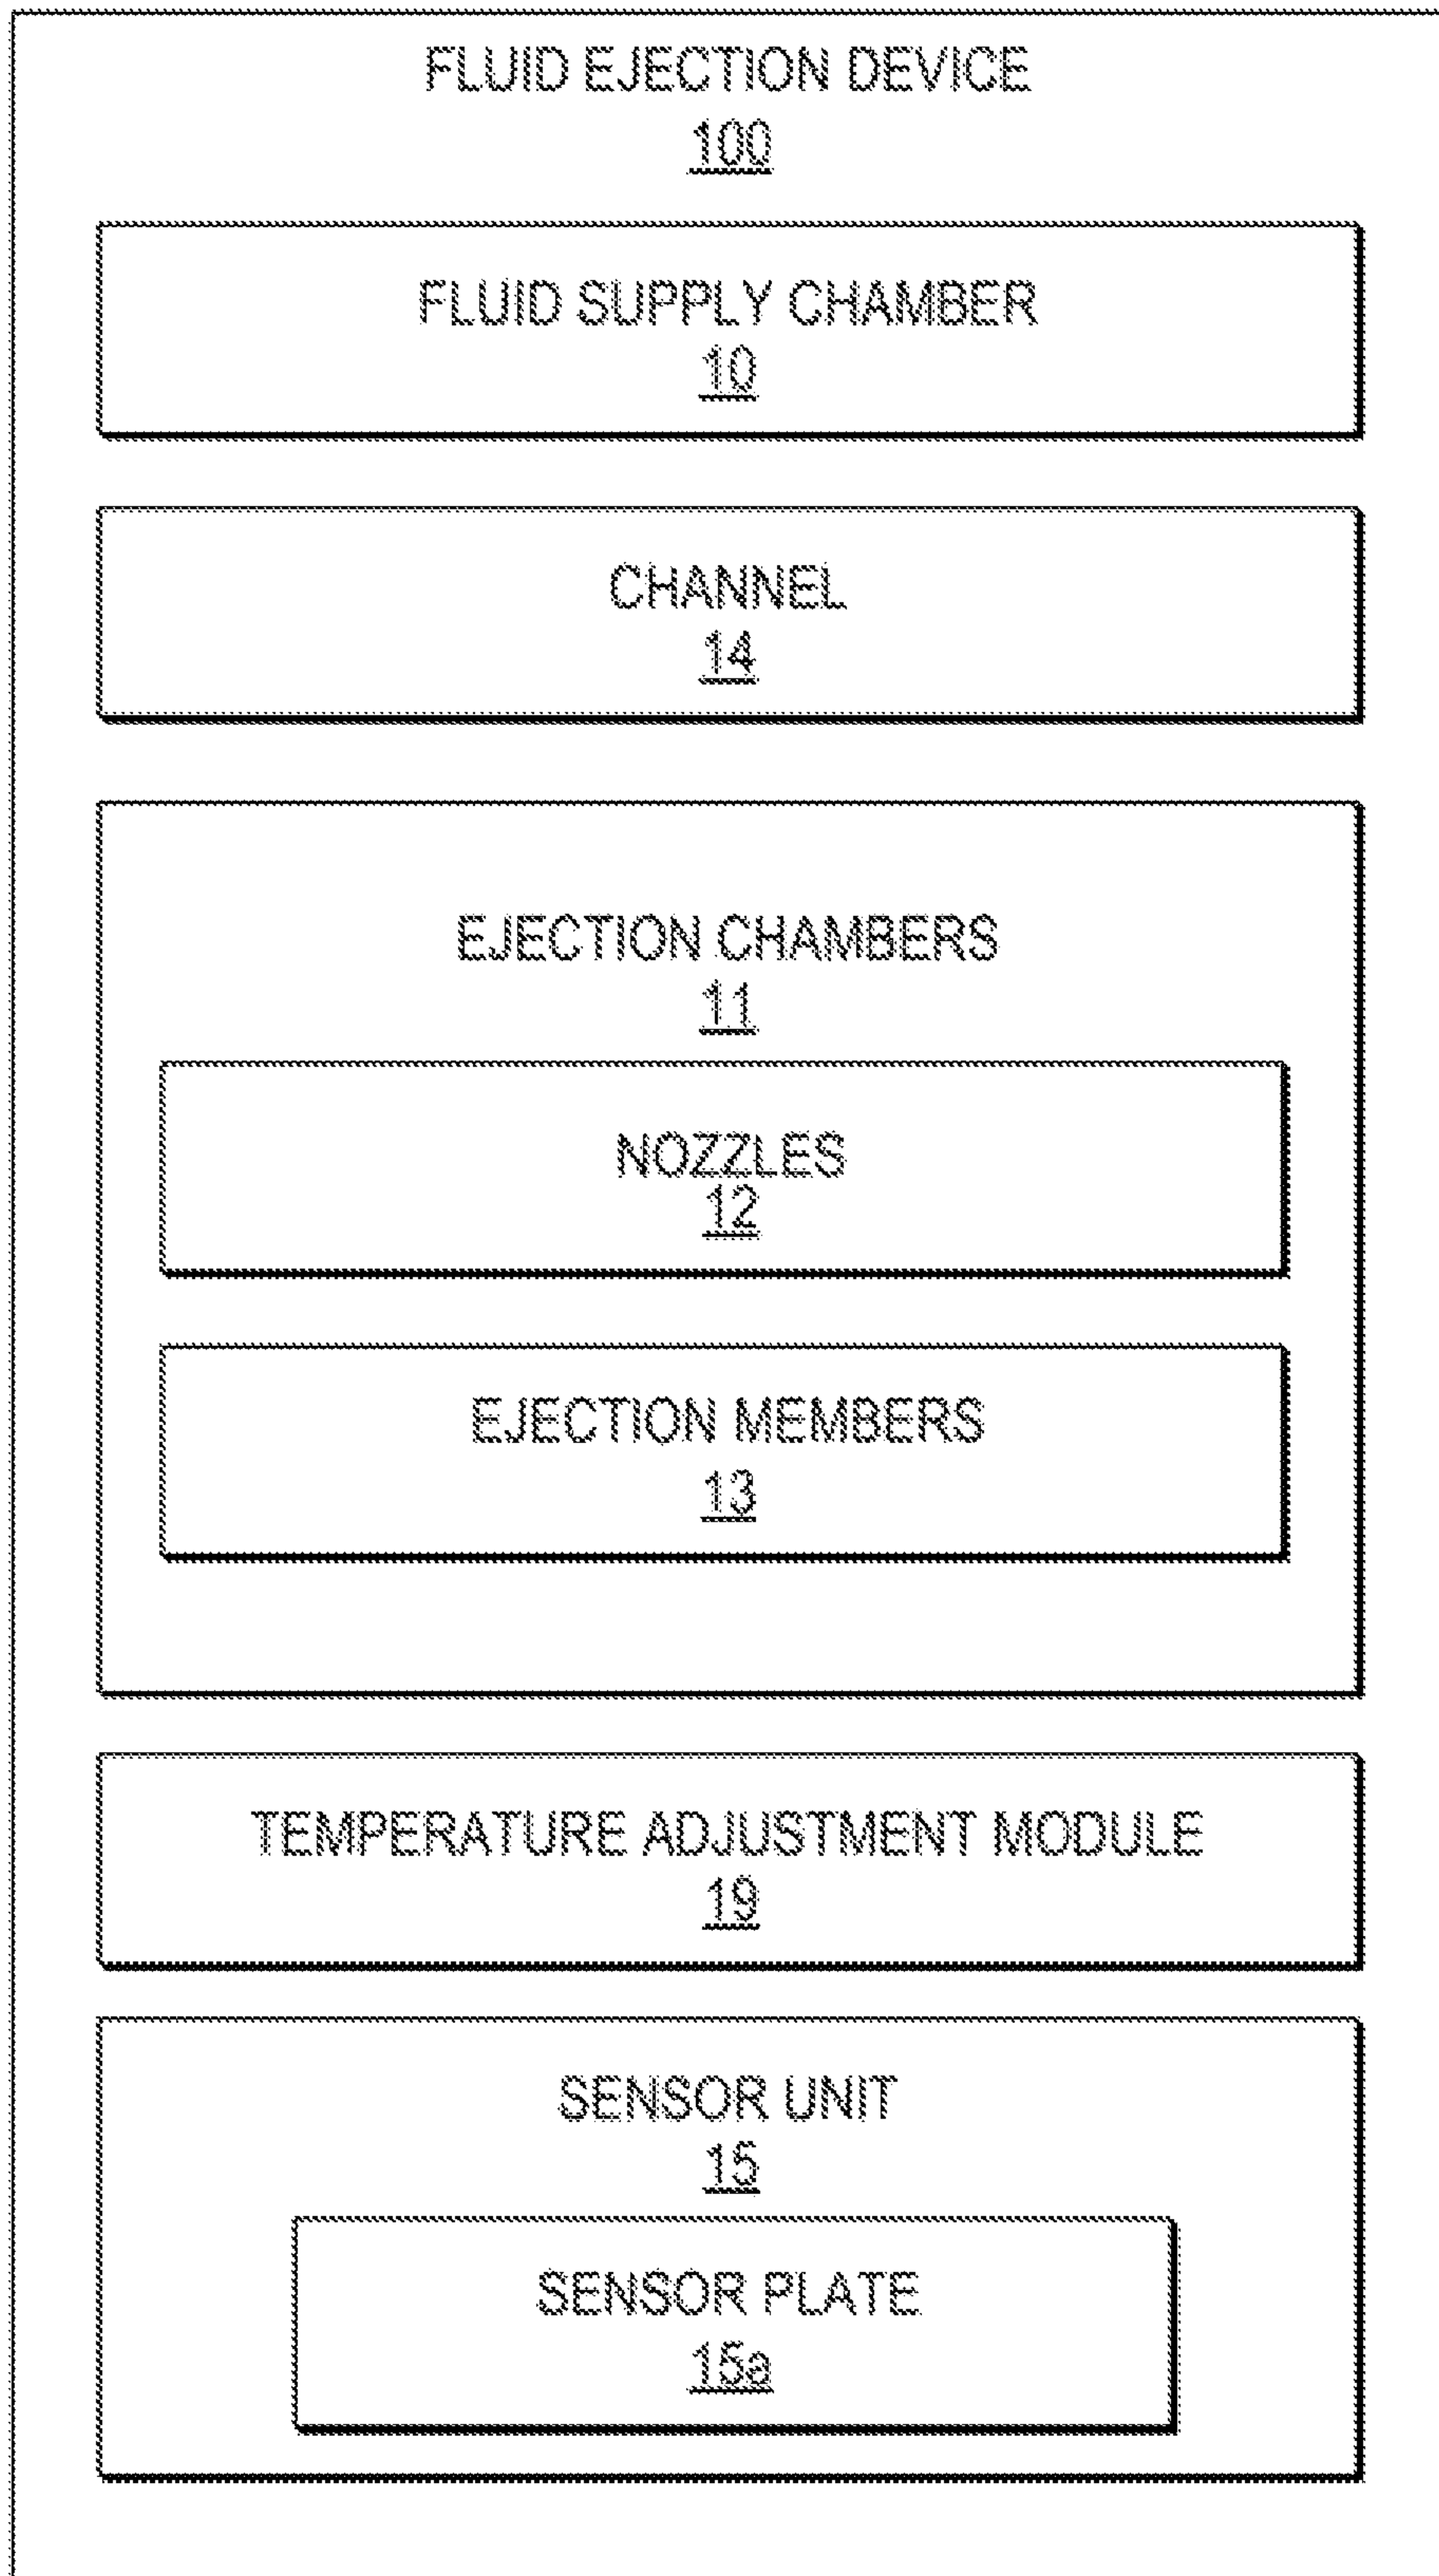 FLUID EJECTION DEVICE
100
FLUID SUPPLY CHAMBER
10
CHANNEL
14
EJECTION CHAMBERS
11
NOZZLES
12
EJECTION MEMBERS
13
TEMPERATURE ADJUSTMENT MODULE
19
SENSOR UNIT
15
SENSOR PLATE
15a